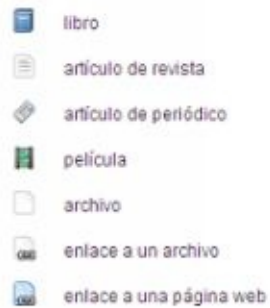 libro
artículo de revista
artículo de periódico
película
archivo
enlace a un archivo
enlace a una página web